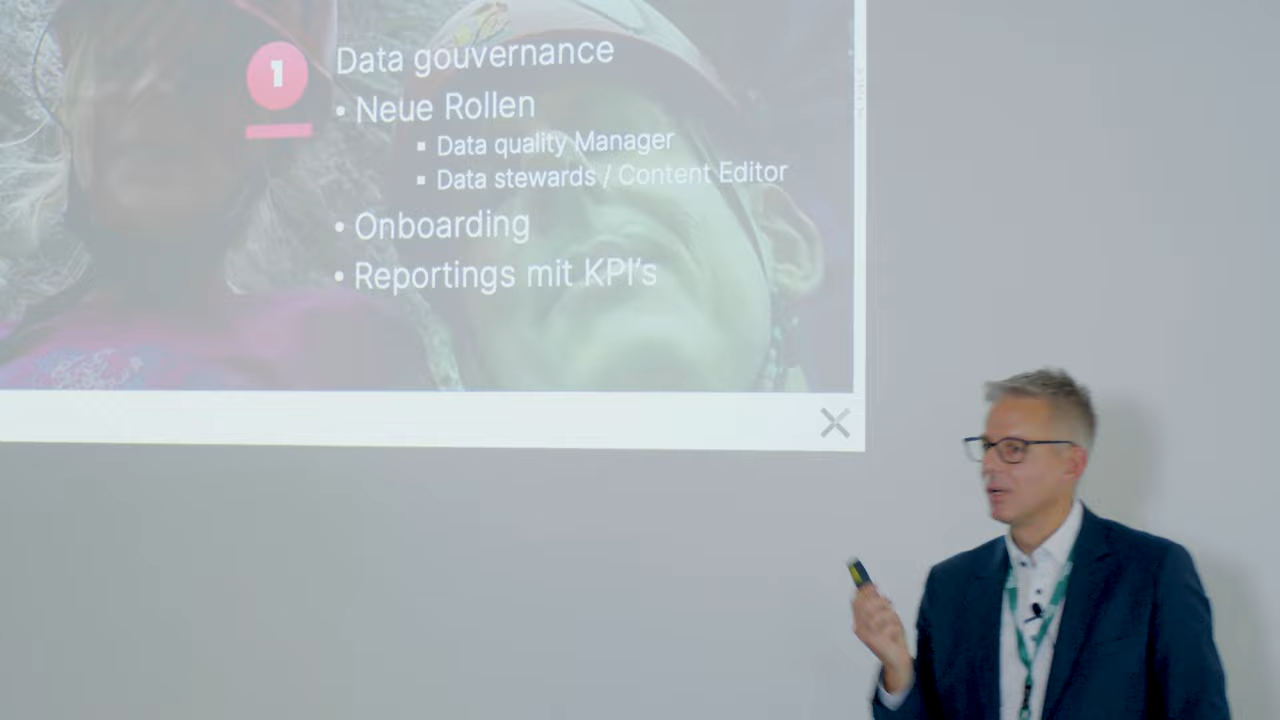 1
Data gouvernance
• Neue Rollen
▪ Data quality Manager
▪ Data stewards / Content Editor
• Onboarding
• Reportings mit KPI's